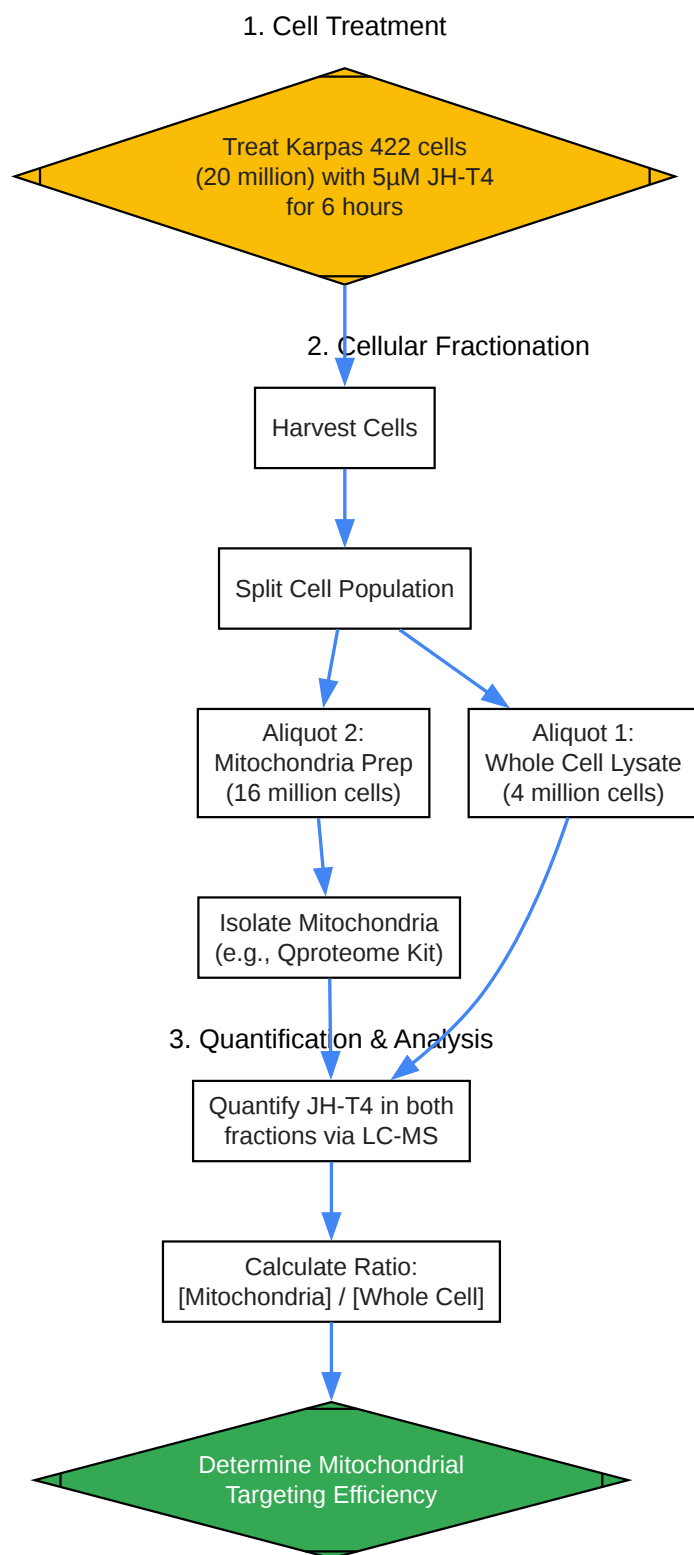 1. Cell Treatment
Treat Karpas 422 cells
(20 million) with 5µM JH-T4
for 6 hours
2. Cellular Fractionation
Harvest Cells
Split Cell Population
Aliquot 2:
Mitochondria Prep
(16 million cells)
Aliquot 1:
Whole Cell Lysate
(4 million cells)
Isolate Mitochondria
(e.g., Qproteome Kit)
3. Quantification & Analysis
Quantify JH-T4 in both
fractions via LC-MS
Calculate Ratio:
[Mitochondria] / [Whole Cell]
Determine Mitochondrial
Targeting Efficiency